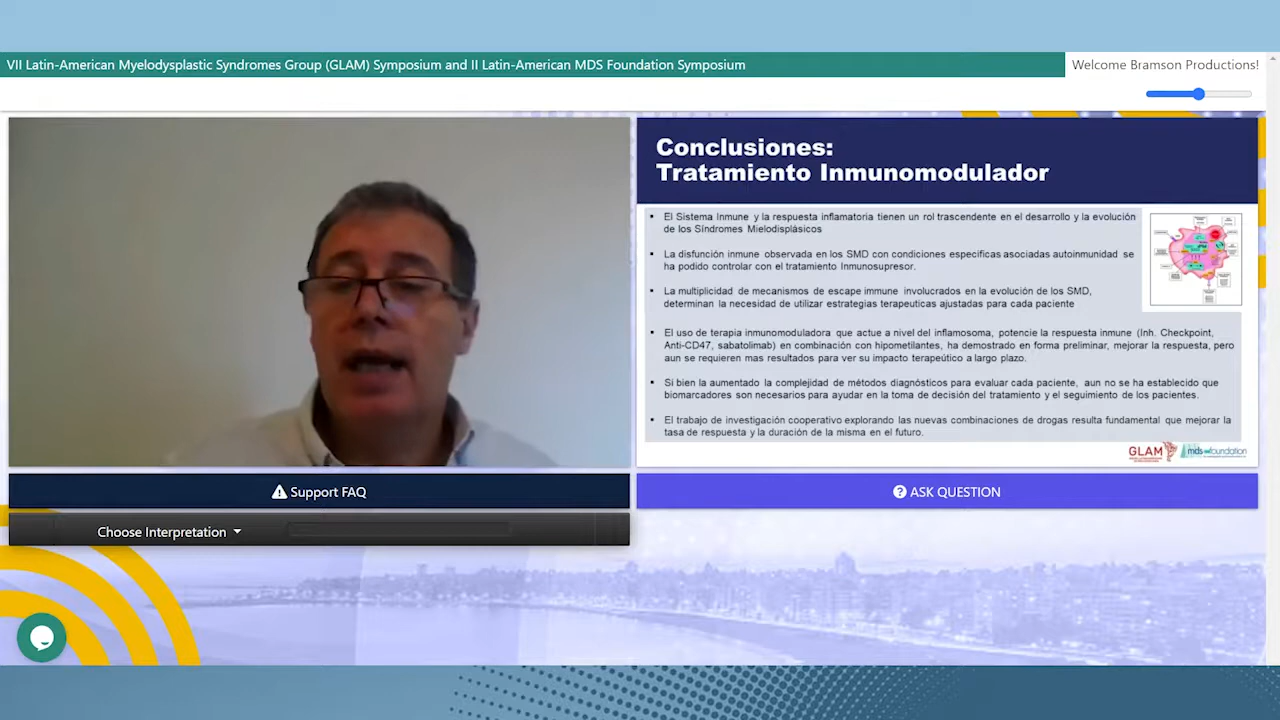 VII Latin-American Myelodysplastic Syndromes Group (GLAM) Symposium and II Latin-American MDS Foundation Symposium
Welcome Bramson Productions!
Conclusiones:
Tratamiento Inmunomodulador
El Sistema Inmune y la respuesta inflamatoria tienen un rol trascendente en el desarrollo y la evolución
de los Síndromes Mielodisplásicos
La disfunción inmune observada en los SMD con condiciones especificas asociadas autoinmunidad se
ha podido controlar con el tratamiento Inmunosupresor.
La multiplicidad de mecanismos de escape immune involucrados en la evolución de los SMD,
determinan la necesidad de utilizar estrategias terapeuticas ajustadas para cada paciente
El uso de terapia inmunomoduladora que actue a nivel del inflamosoma, potencie la respuesta inmune (Inh. Checkpoint,
Anti-CD47, sabatolimab) en combinación con hipometilantes, ha demostrado en forma preliminar, mejorar la respuesta, pero
aun se requieren mas resultados para ver su impacto terapéutico a largo plazo.
Si bien la aumentado la complejidad de métodos diagnósticos para evaluar cada paciente, aun no se ha establecido que
biomarcadores son necesarios para ayudar en la toma de decisión del tratamiento y el seguimiento de los pacientes.
El trabajo de investigación cooperativo explorando las nuevas combinaciones de drogas resulta fundamental que mejorar la
tasa de respuesta y la duración de la misma en el futuro.
GLAM
mds foundation
Support FAQ
ASK QUESTION
Choose Interpretation